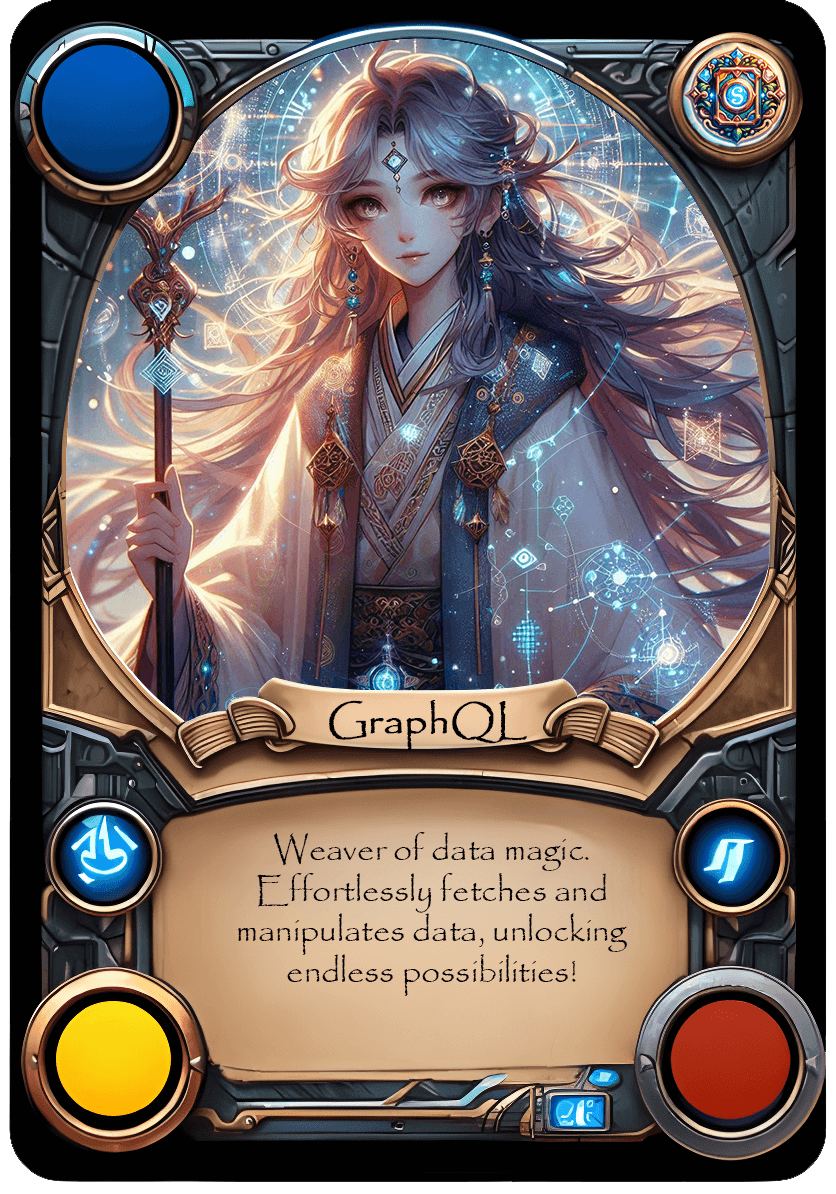 GraphQL
Weaver of data magic.
Effortlessly fetches and
manipulates data, unlocking
endless possibilities!